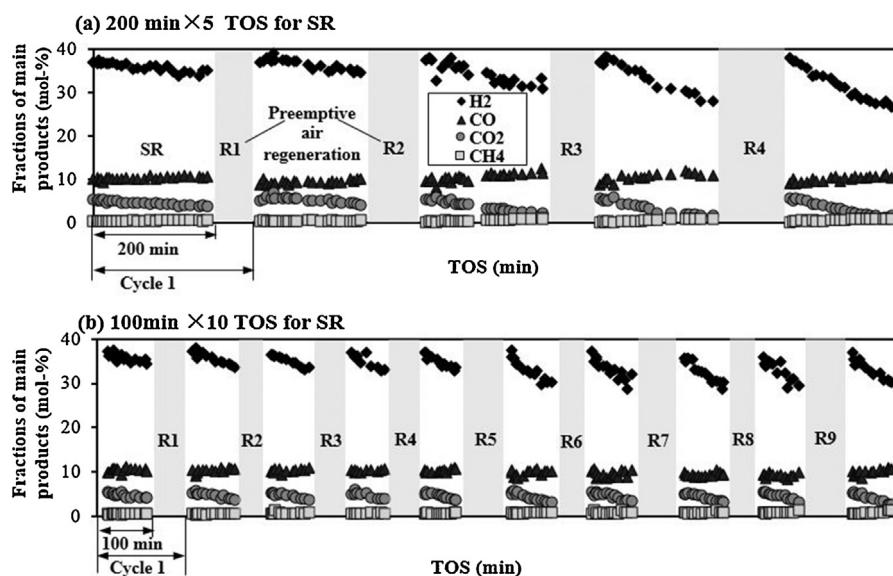 (a) 200 min×5 TOS for SR
Fractions of main
products (mol-%)
40
30
20
10
0
SR
R1
Preemptive
air
regeneration
R2
H2
CO
CO2
CH4
R3
R4
200 min
Cycle 1
TOS (min)
(b) 100min ×10 TOS for SR
Fractions of main
products (mol-%)
40
30
20
10
0
R1
R2
R3
R4
R5
R6
R7
R8
R9
100 min
Cycle 1
TOS (min)